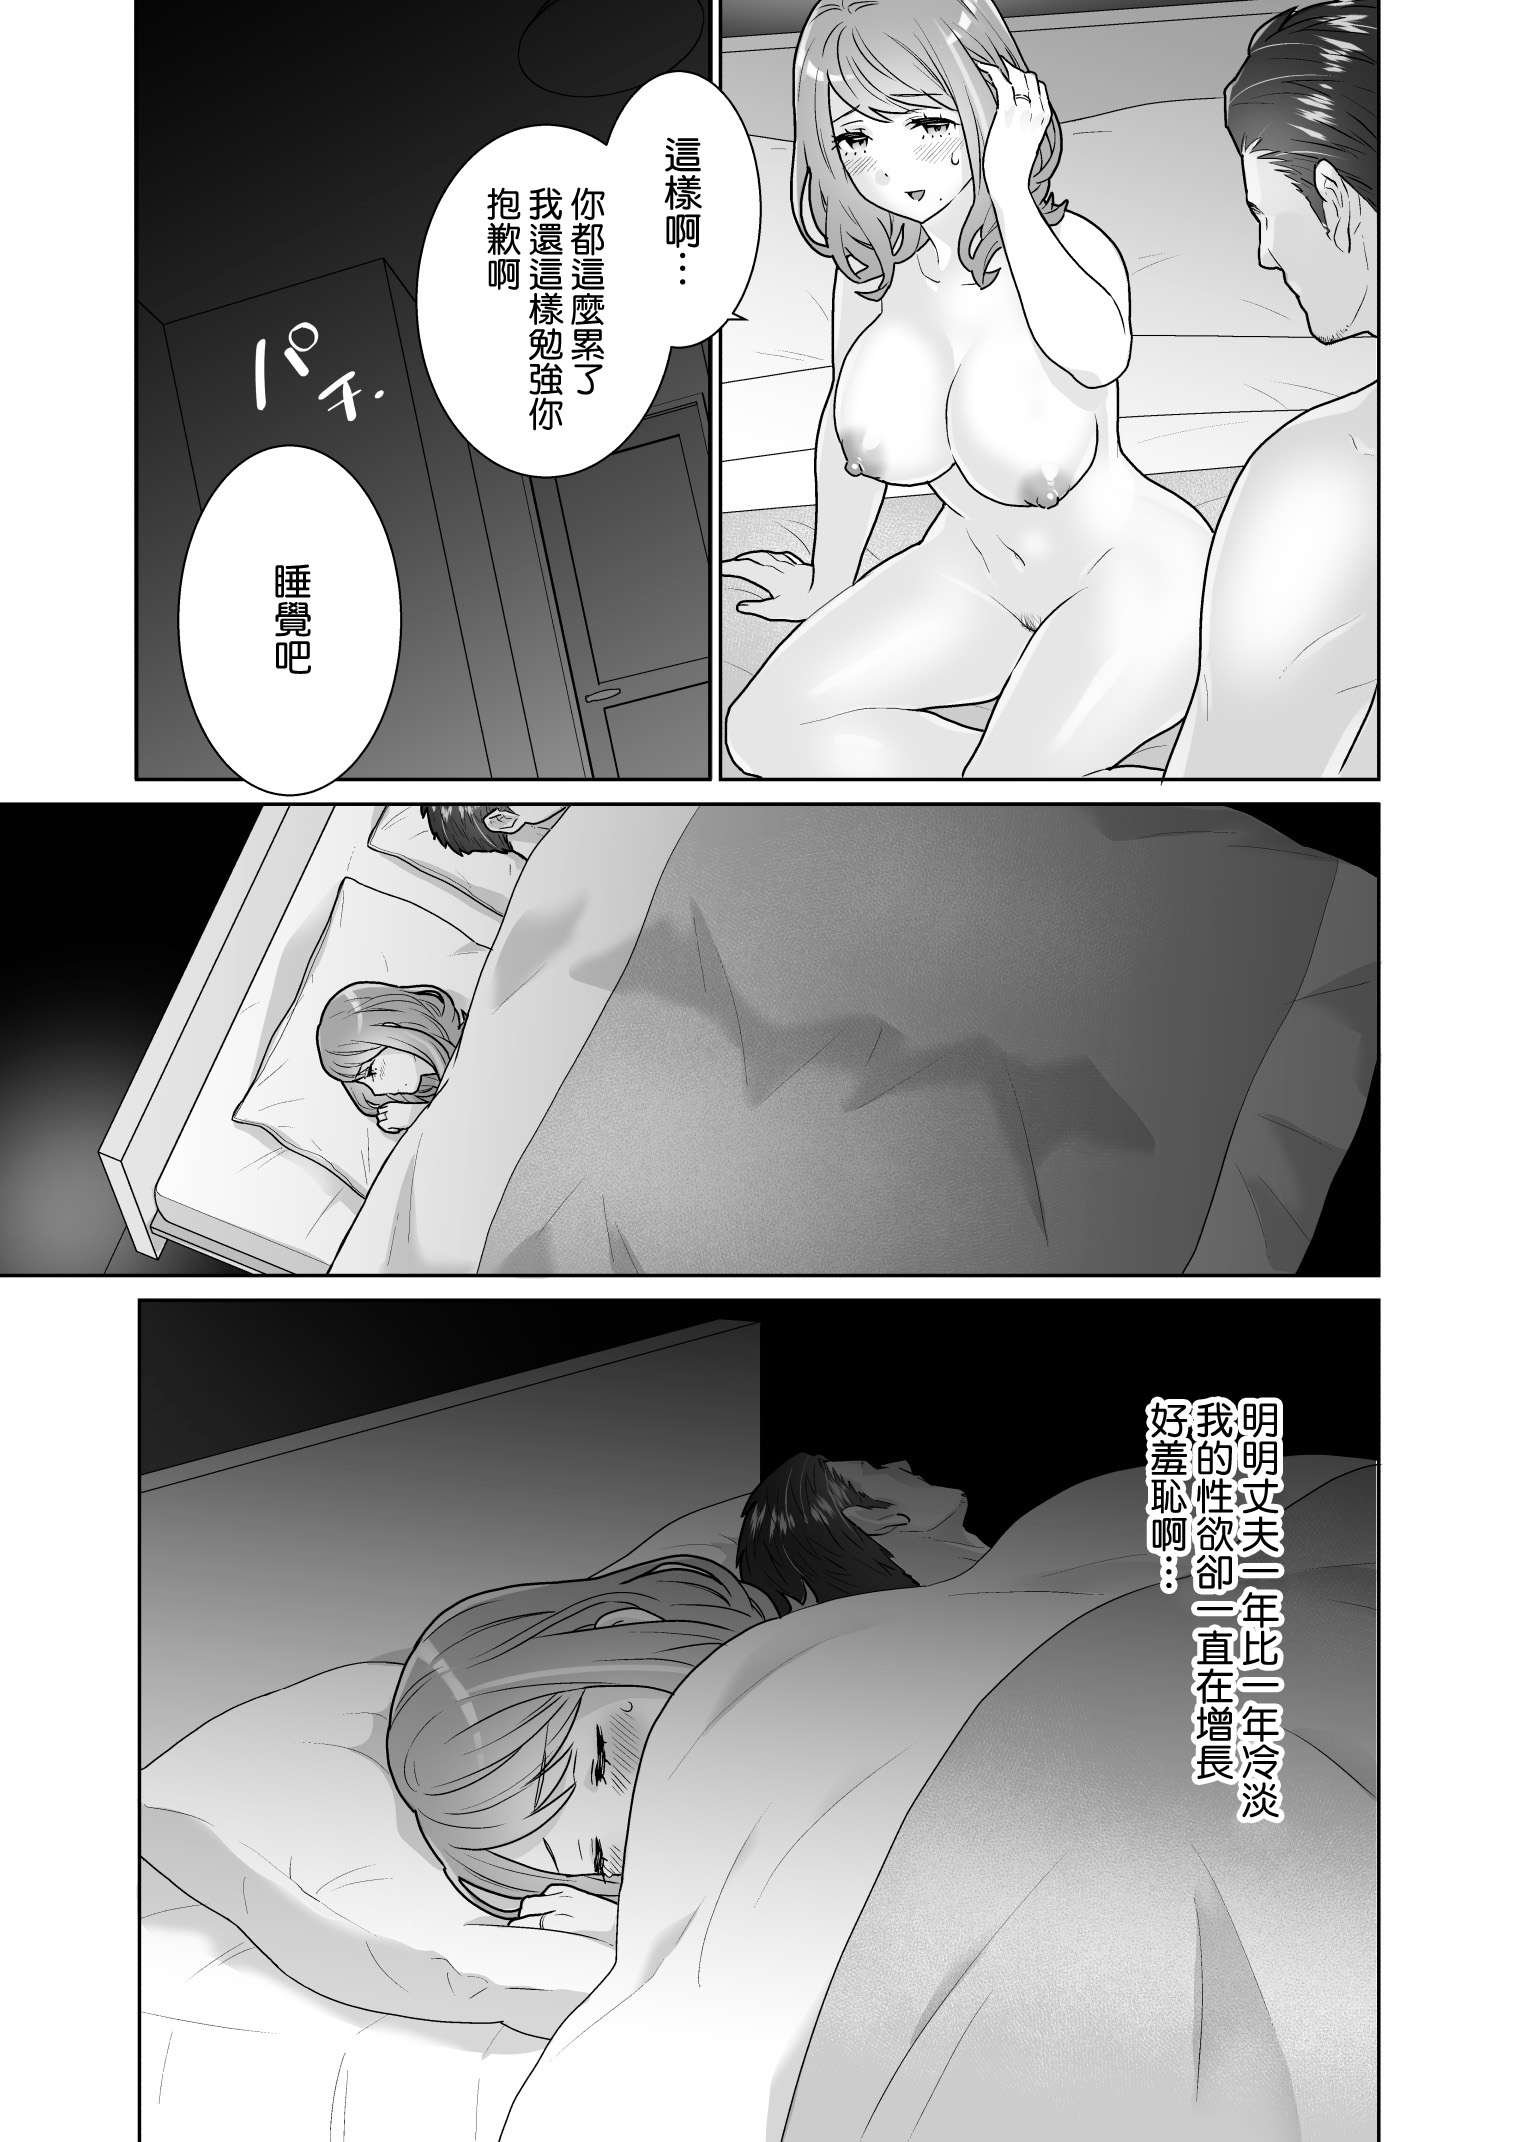 這樣啊…
你都這麼累了
我還這樣勉強你
抱歉啊
パチ.
睡覺吧
明明丈夫一年比一年冷淡
我的性欲卻一直在增長
好羞恥啊…